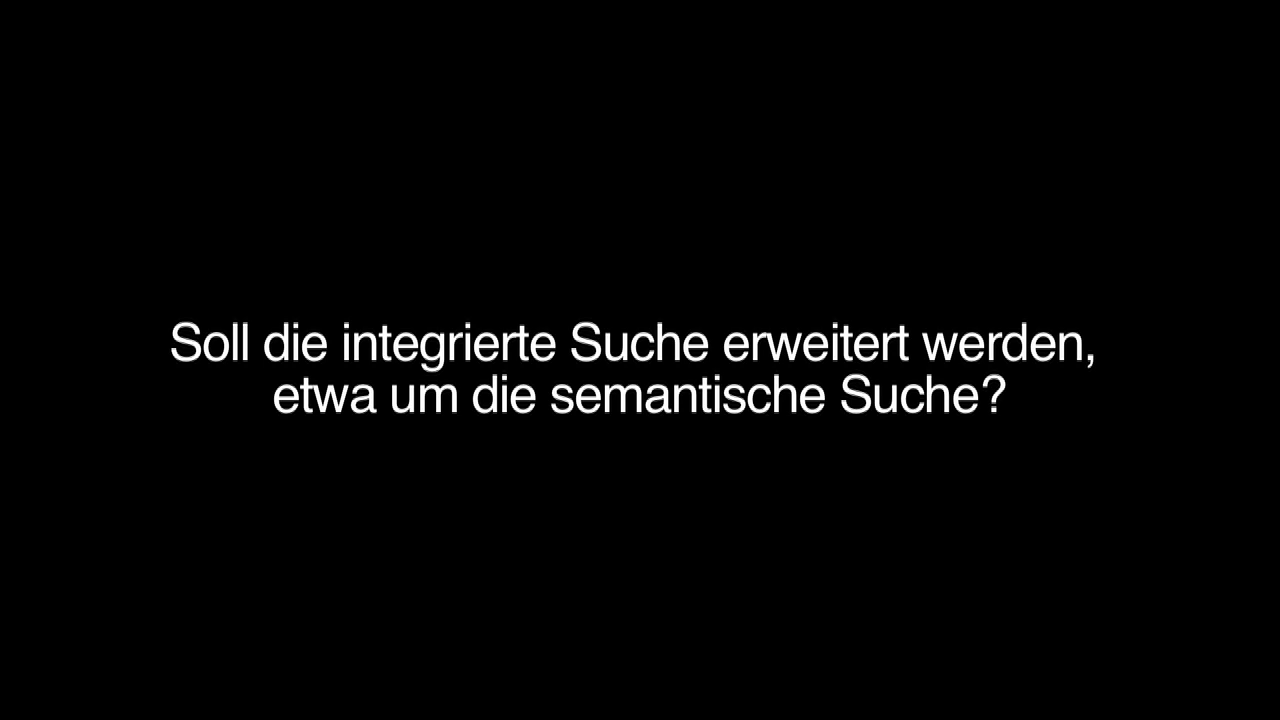 Soll die integrierte Suche erweitert werden,
etwa um die semantische Suche?